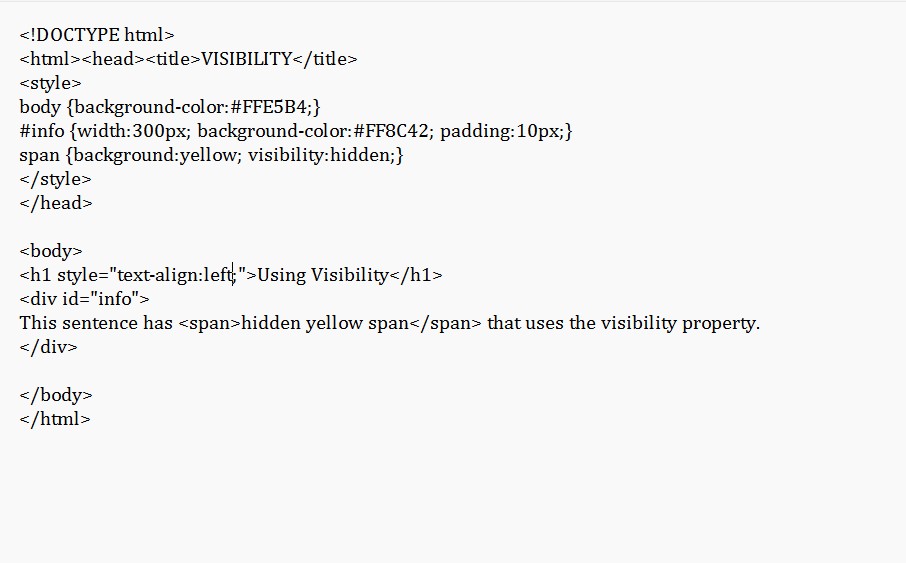 <!DOCTYPE html>
<html><head><title>VISIBILITY</title>
<style>
body {background-color:#FFE5B4;}
#info {width:300px; background-color:#FF8C42; padding:10px;}
span {background:yellow; visibility:hidden;}
</style>
</head>

<body>
<h1 style="text-align:left;">Using Visibility</h1>
<div id="info">
This sentence has <span>hidden yellow span</span> that uses the visibility property.
</div>

</body>
</html>